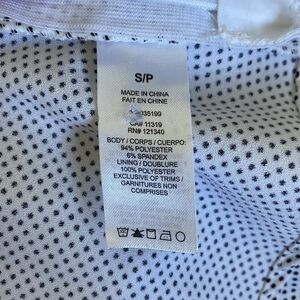 S/P
MADE IN CHINA
FAIT EN CHINE
035199
CA# 11319
RN# 121340
BODY / CORPS / CUERPO:
94% POLYESTER
6% SPANDEX
LINING / DOUBLURE
100% POLYESTER
EXCLUSIVE OF TRIMS /
GARNITURES NON
COMPRISES